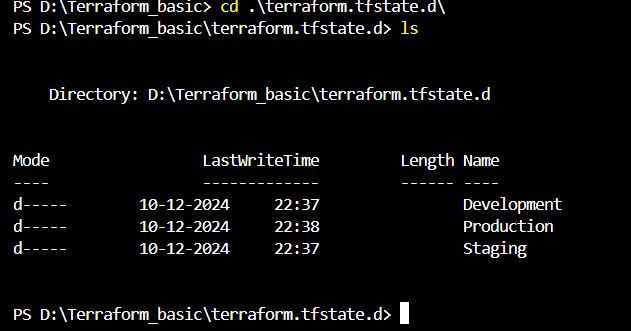 PS D:\Terraform_basic> cd .\terraform.tfstate.d\
PS D:\Terraform_basic\terraform.tfstate.d> ls
Directory: D:\Terraform_basic\terraform.tfstate.d
Mode LastWriteTime Length Name
---- ------------- ------ ----
d----- 10-12-2024 22:37 Development
d----- 10-12-2024 22:38 Production
d----- 10-12-2024 22:37 Staging
PS D:\Terraform_basic\terraform.tfstate.d>